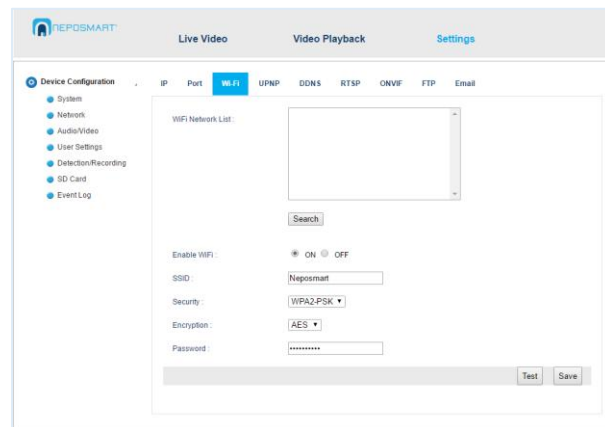 NEPOSMART
Live Video Video Playback Settings
Device Configuration
System
Network
Audio/Video
User Settings
Detection/Recording
SD Card
Event Log
IP Port Wi-Fi UPNP DDNS RTSP ONVIF FTP Email
WiFi Network List :
Search
Enable WiFi : ON OFF
SSID : Neposmart
Security : WPA2-PSK
Encryption : AES
Password : ••••••••••
Test Save